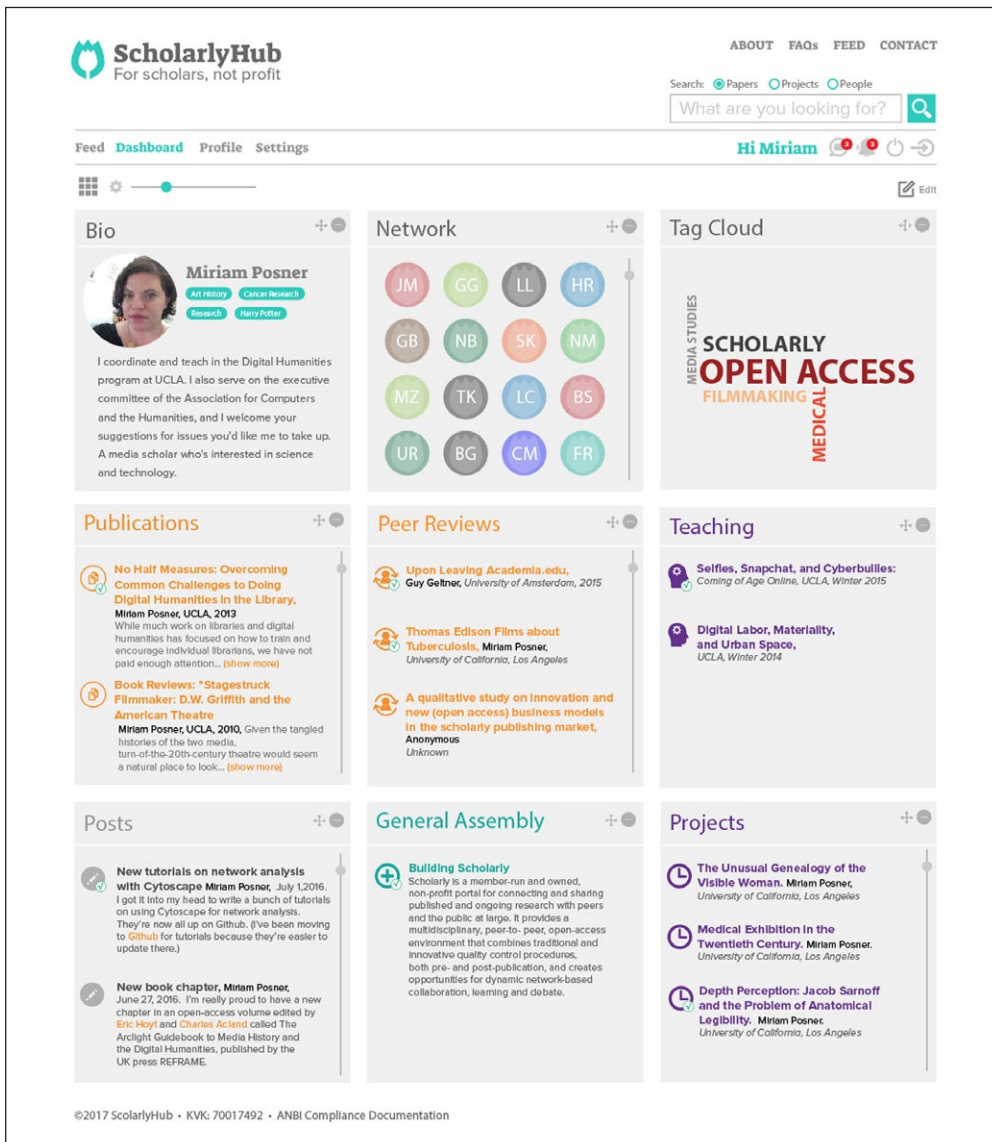 ScholarlyHub
For scholars, not profit
ABOUT FAQs FEED CONTACT
Search: Papers Projects People
What are you looking for?
Feed Dashboard Profile Settings
Hi Miriam
Edit
Bio
Miriam Posner
Art History Cancer Research
Research Harry Potter
I coordinate and teach in the Digital Humanities
program at UCLA. I also serve on the executive
committee of the Association for Computers
and the Humanities, and I welcome your
suggestions for issues you'd like me to take up.
A media scholar who's interested in science
and technology.
Network
JM GG LL HR
GB NB SK NM
MZ TK LC BS
UR BG CM FR
Tag Cloud
MEDIA STUDIES
SCHOLARLY
OPEN ACCESS
FILMMAKING
MEDICAL
Publications
No Half Measures: Overcoming
Common Challenges to Doing
Digital Humanities in the Library,
Miriam Posner, UCLA, 2013
While much work on libraries and digital
humanities has focused on how to train and
encourage individual librarians, we have not
paid enough attention... (show more)
Book Reviews: "Stagestruck
Filmmaker: D.W. Griffith and the
American Theatre
Miriam Posner, UCLA, 2010, Given the tangled
histories of the two media,
turn-of-the-20th-century theatre would seem
a natural place to look... (show more)
Peer Reviews
Upon Leaving Academia.edu,
Guy Geltner, University of Amsterdam, 2015
Thomas Edison Films about
Tuberculosis, Miriam Posner,
University of California, Los Angeles
A qualitative study on innovation and
new (open access) business models
in the scholarly publishing market,
Anonymous
Unknown
Teaching
Selfies, Snapchat, and Cyberbullies:
Coming of Age Online, UCLA, Winter 2015
Digital Labor, Materiality,
and Urban Space,
UCLA, Winter 2014
Posts
New tutorials on network analysis
with Cytoscape Miriam Posner, July 1,2016.
I got it into my head to write a bunch of tutorials
on using Cytoscape for network analysis.
They're now all up on Github. (I've been moving
to Github for tutorials because they're easier to
update there.)
New book chapter, Miriam Posner,
June 27, 2016. I'm really proud to have a new
chapter in an open-access volume edited by
Eric Hoyt and Charles Acland called The
Arclight Guidebook to Media History and
the Digital Humanities, published by the
UK press REFRAME.
General Assembly
Building Scholarly
Scholarly is a member-run and owned,
non-profit portal for connecting and sharing
published and ongoing research with peers
and the public at large. It provides a
multidisciplinary, peer-to- peer, open-access
environment that combines traditional and
innovative quality control procedures,
both pre- and post-publication, and creates
opportunities for dynamic network-based
collaboration, learning and debate.
Projects
The Unusual Genealogy of the
Visible Woman. Miriam Posner,
University of California, Los Angeles
Medical Exhibition in the
Twentieth Century. Miriam Posner.
University of California, Los Angeles
Depth Perception: Jacob Sarnoff
and the Problem of Anatomical
Legibility. Miriam Posner.
University of California, Los Angeles
©2017 ScolarlyHub • KVK: 70017492 • ANBI Compliance Documentation